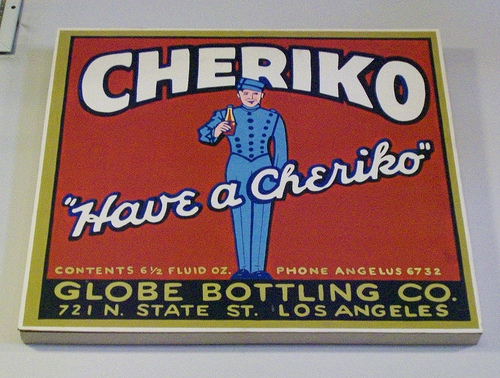 CHERIKO
"Have a Cheriko"
CONTENTS 6½ FLUID OZ. PHONE ANGELUS 6732
GLOBE BOTTLING CO.
721 N. STATE ST. LOS ANGELES